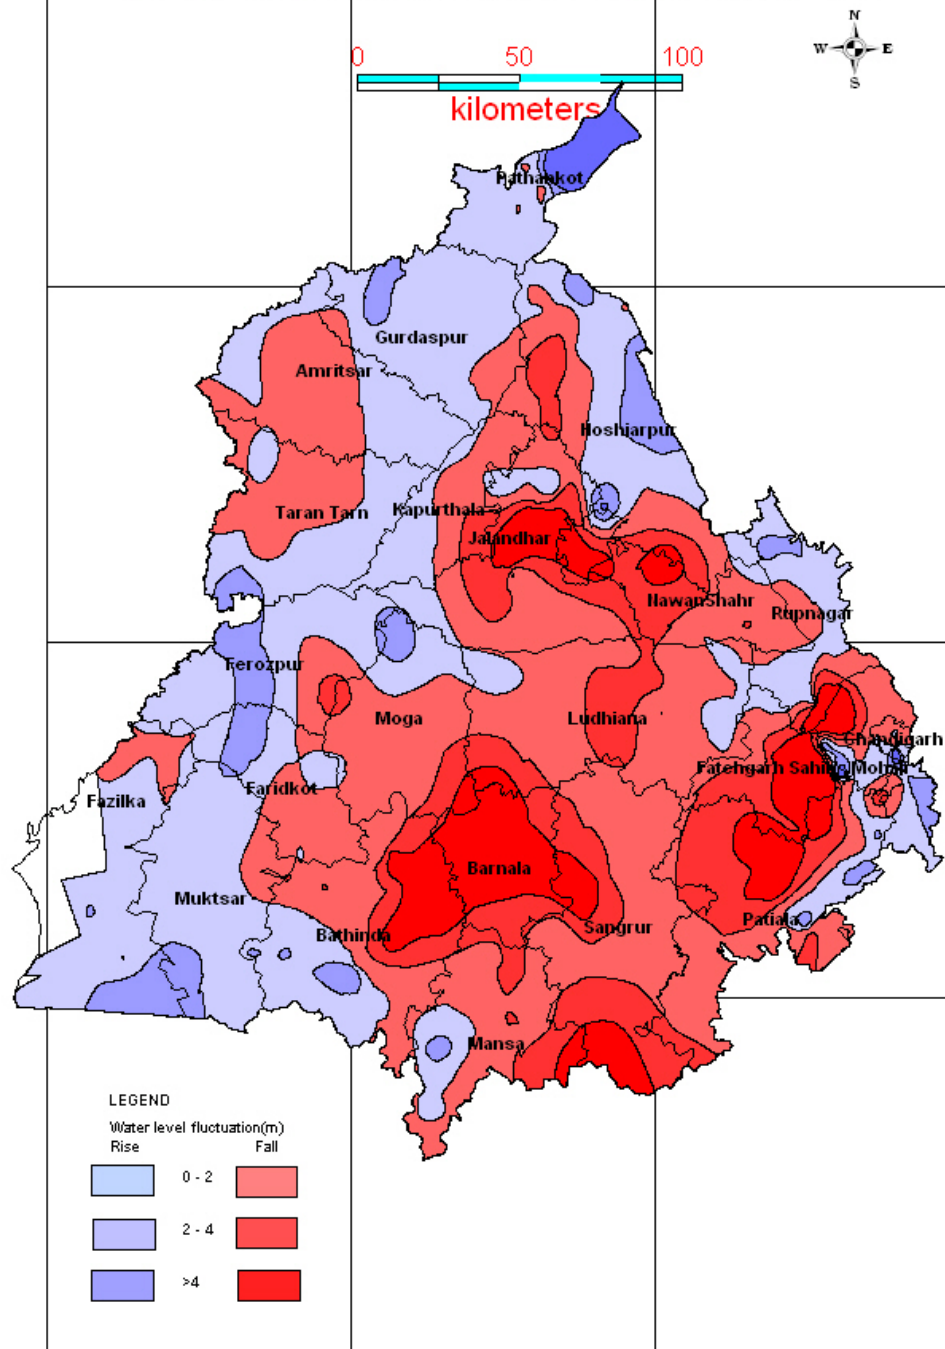 N
W E
S
0 50 100
kilometers
Pathankot
Gurdaspur
Amritsar
Hoshiarpur
Taran Tarn
Kapurthala
Jalandhar
NawanShahr
Rupnagar
Ferozpur
Moga
Ludhiana
Chandigarh
Fatehgarh Sahib
Mohali
Fazilka
Faridkot
Barnala
Muktsar
Bathinda
Sangrur
Patiala
Mansa
LEGEND
Water level fluctuation(m)
Rise Fall
0 - 2
2 - 4
>4